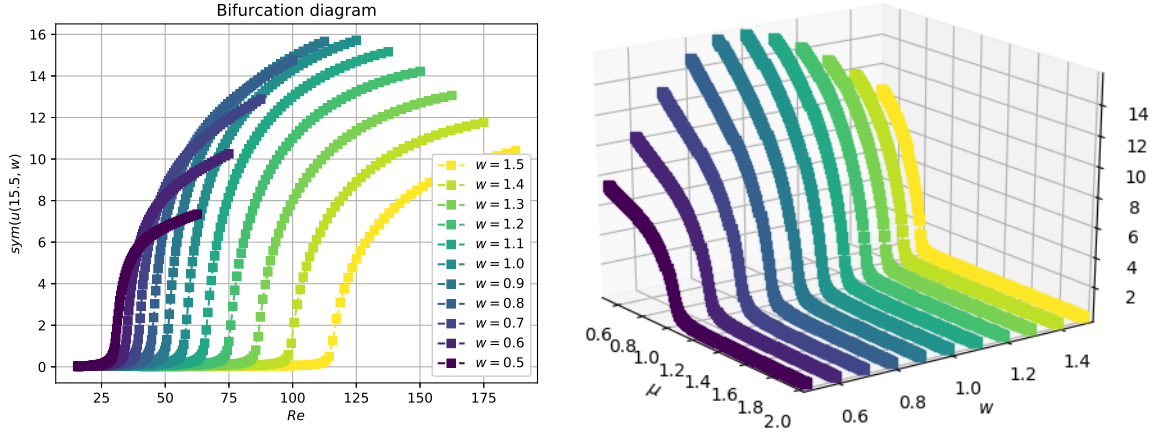 Bifurcation diagram
16
14
12
10
8
6
4
2
0
sym(u(15.5, w)
25
50
75
100
125
150
175
Re
w = 1.5
w = 1.4
w = 1.3
w = 1.2
w = 1.1
w = 1.0
w = 0.9
w = 0.8
w = 0.7
w = 0.6
w = 0.5
0.6
0.8
1.0
1.2
1.4
1.6
1.8
2.0
μ
0.6
0.8
1.0
1.2
1.4
w
14
12
10
8
6
4
2